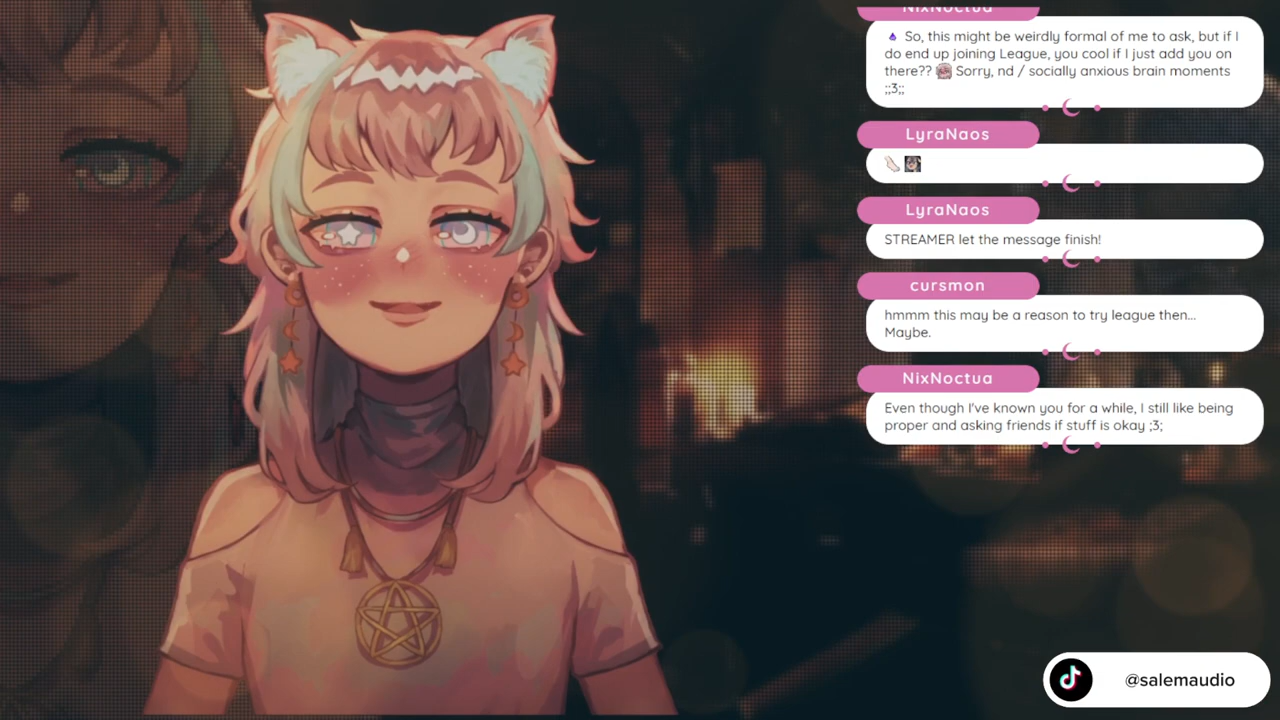 NixNoctua
So, this might be weirdly formal of me to ask, but if I
do end up joining League, you cool if I just add you on
there?? Sorry, nd / socially anxious brain moments
;;3;;
LyraNaos
LyraNaos
STREAMER let the message finish!
cursmon
hmmm this may be a reason to try league then...
Maybe.
NixNoctua
Even though I've known you for a while, I still like being
proper and asking friends if stuff is okay ;3;
@salemaudio